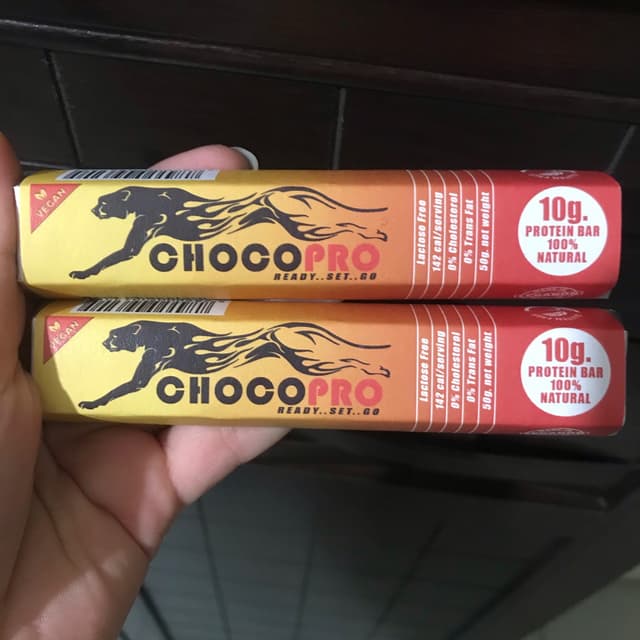 VEGAN
CHOCOPRO
READY..SET..GO
Lactose Free
142 cal/serving
0% Cholesterol
0% Trans Fat
50g. net weight
10g.
PROTEIN BAR
100%
NATURAL
VEGAN
CHOCOPRO
READY..SET..GO
Lactose Free
142 cal/serving
0% Cholesterol
0% Trans Fat
50g. net weight
10g.
PROTEIN BAR
100%
NATURAL